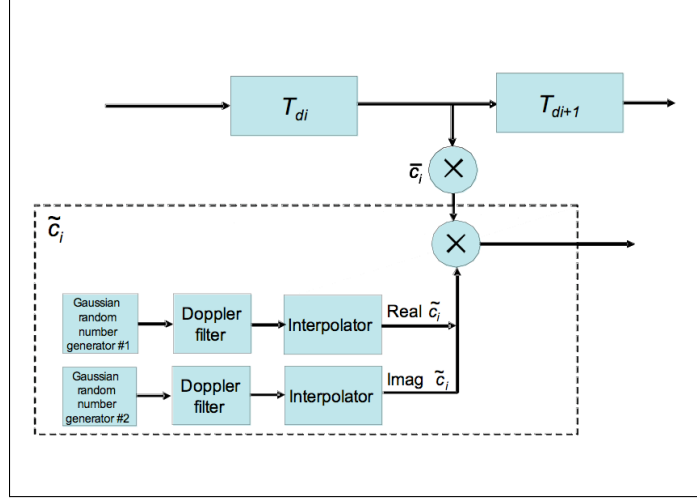 T_di
T_di+1
c̄_i
×
c̃_i
×
Gaussian
random
number
generator #1
Doppler
filter
Interpolator
Real c̃_i
Gaussian
random
number
generator #2
Doppler
filter
Interpolator
Imag c̃_i